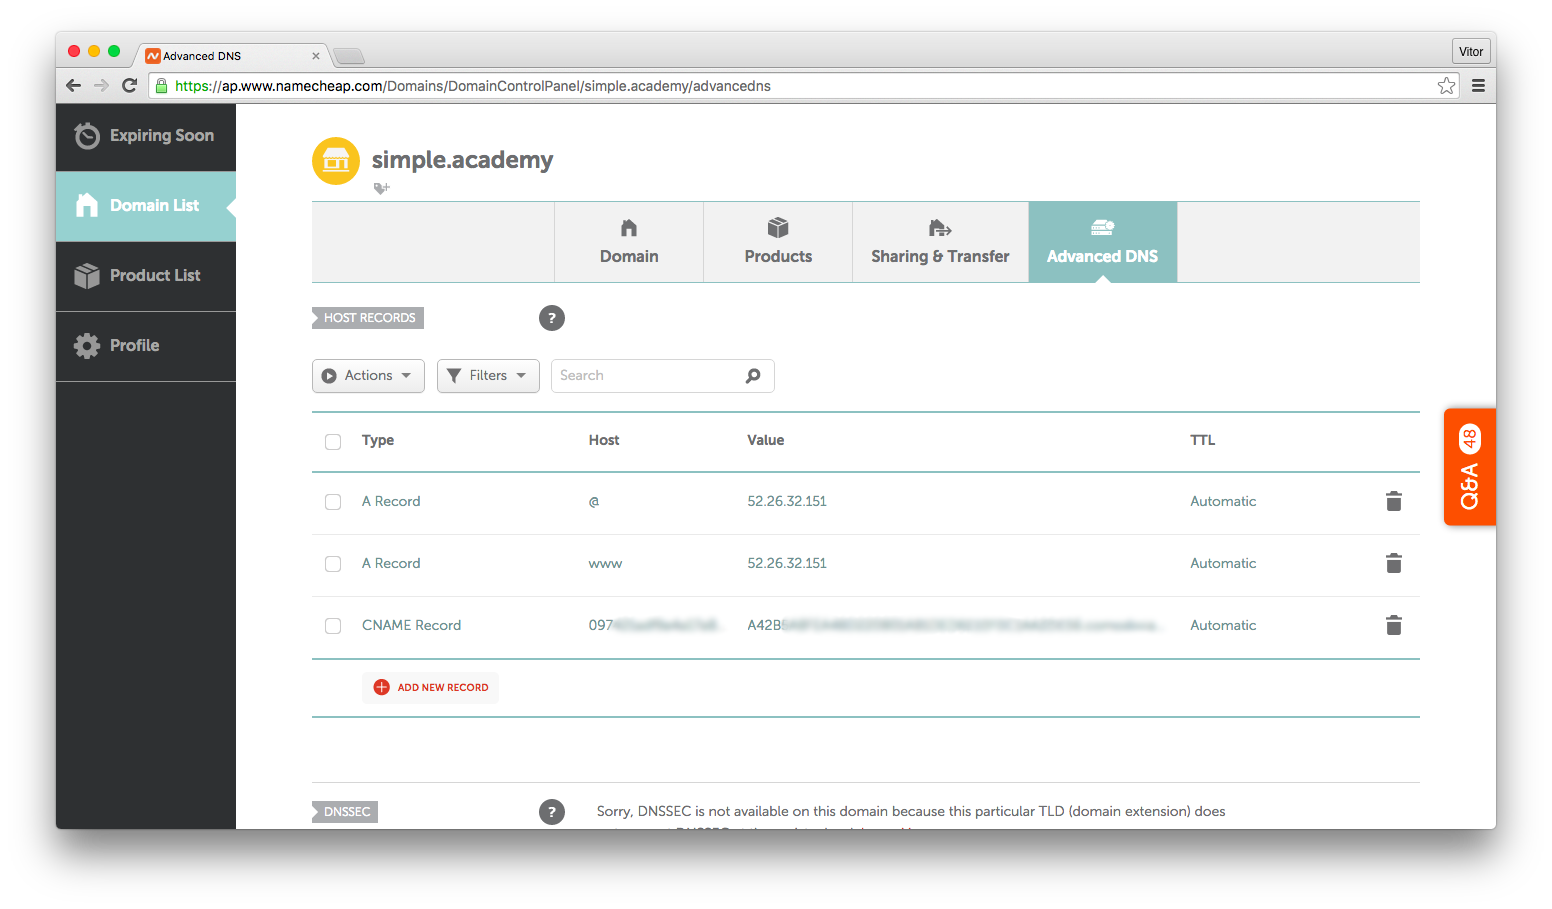 Advanced DNS
Vitor
https://ap.www.namecheap.com/Domains/DomainControlPanel/simple.academy/advancedns
Expiring Soon
Domain List
Product List
Profile
simple.academy
Domain
Products
Sharing & Transfer
Advanced DNS
HOST RECORDS ?
Actions Filters Search
Type Host Value TTL
A Record @ 52.26.32.151 Automatic
A Record www 52.26.32.151 Automatic
CNAME Record 097 A42B Automatic
ADD NEW RECORD
Q&A 48
DNSSEC ? Sorry, DNSSEC is not available on this domain because this particular TLD (domain extension) does